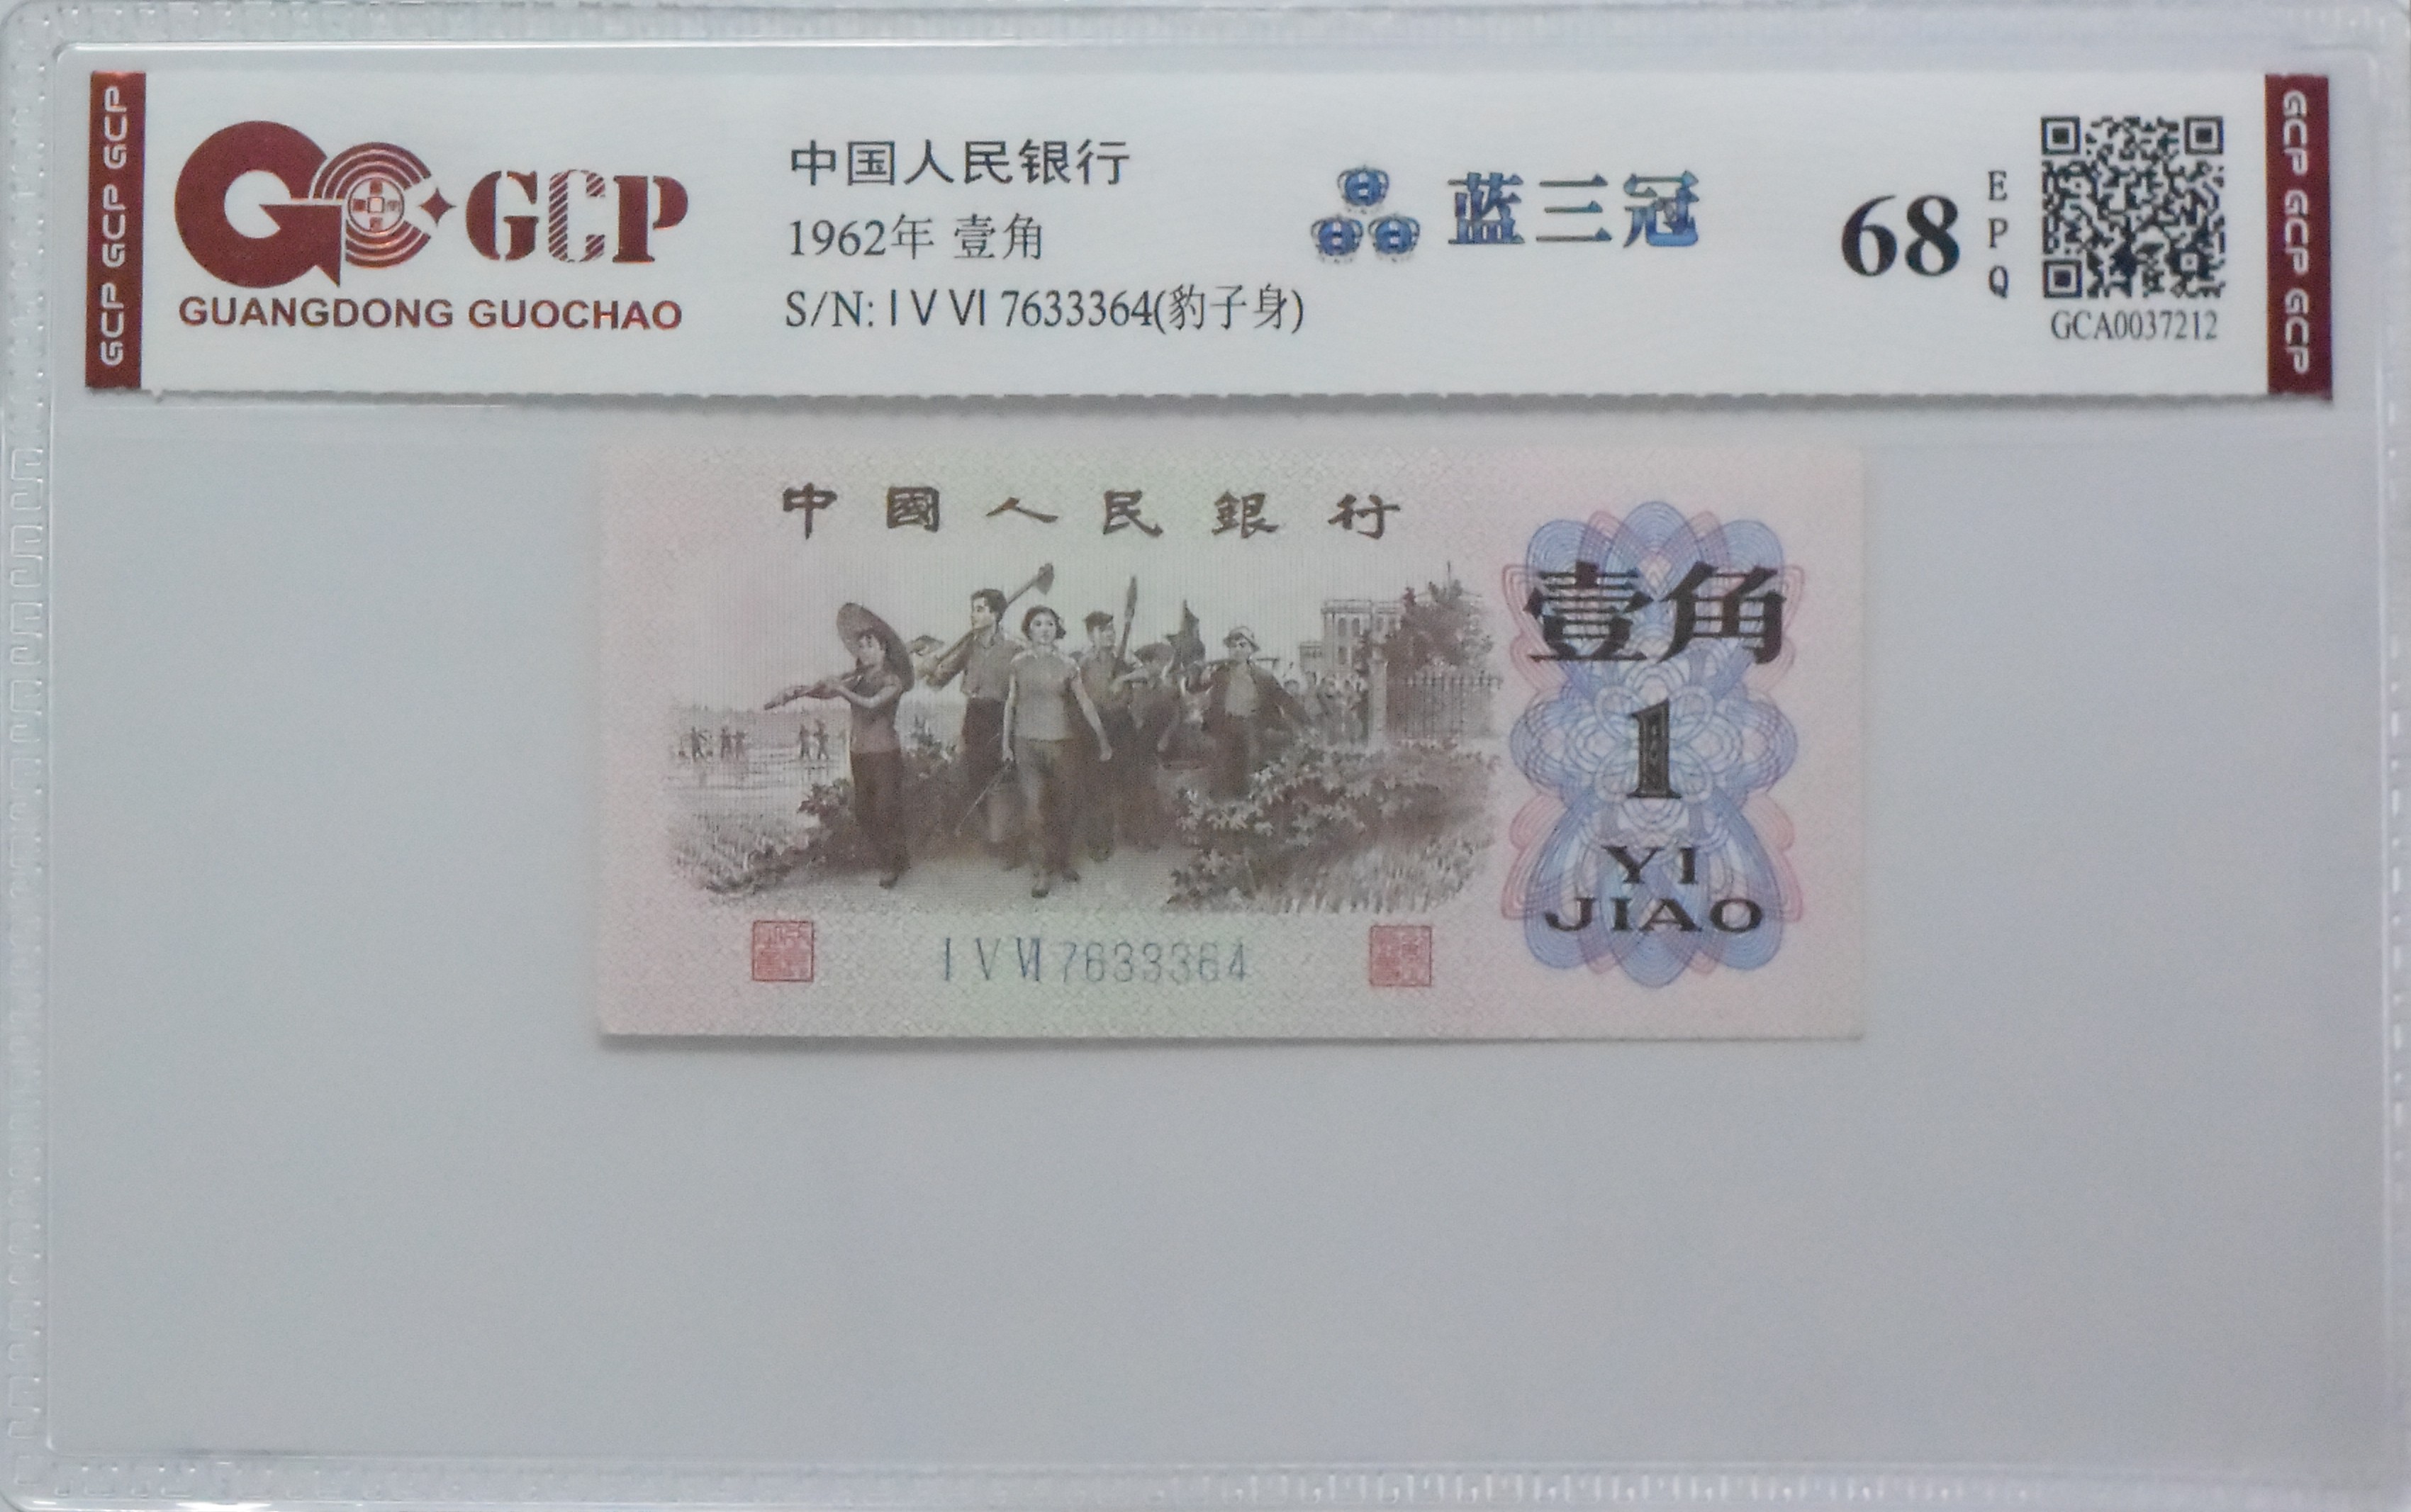 GCP GCP GCP
GCP
GUANGDONG GUOCHAO
中国人民银行
1962年 壹角
S/N: I V VI 7633364(豹子身)
蓝三冠
68
EPQ
GCA0037212
GCP GCP GCP
中國人民銀行
壹角
1
YI
JIAO
I V VI 7633364